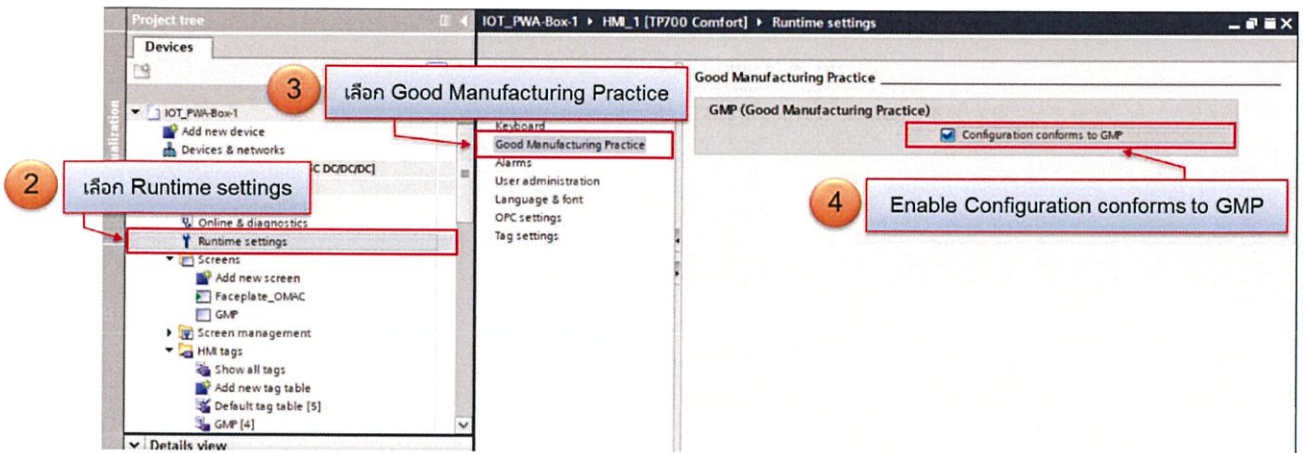 Project tree
IOT_PWA-Box-1 ▸ HMI_1 [TP700 Comfort] ▸ Runtime settings
Devices
3
เลือก Good Manufacturing Practice
Good Manufacturing Practice
GMP (Good Manufacturing Practice)
IOT_PWA-Box-1
Keyboard
Configuration conforms to GMP
Add new device
Good Manufacturing Practice
Devices & networks
Alarms
C DC/DC/DC]
2
เลือก Runtime settings
User administration
Language & font
4
Enable Configuration conforms to GMP
Online & diagnostics
OPC settings
Runtime settings
Tag settings
Screens
Add new screen
Faceplate_OMAC
GMP
Screen management
HMI tags
Show all tags
Add new tag table
Default tag table [5]
GMP [4]
Details view